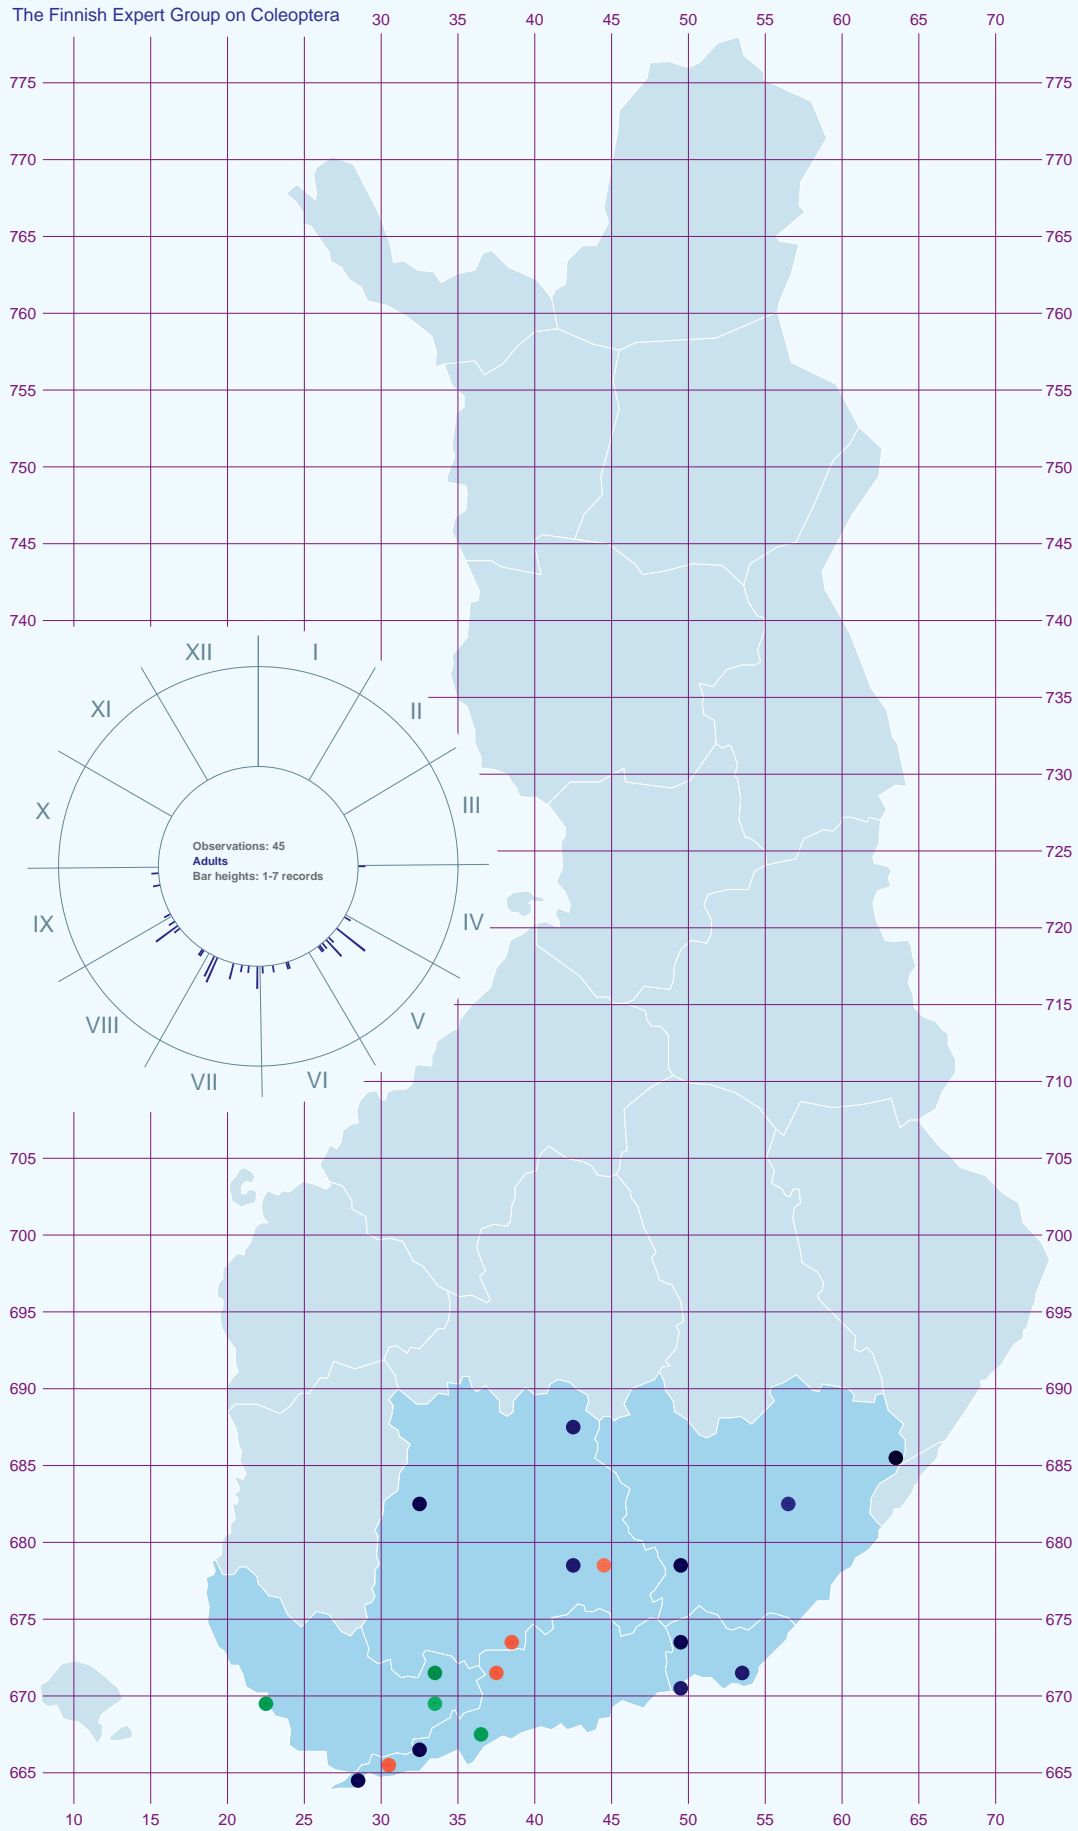 The Finnish Expert Group on Coleoptera 30 35 40 45 50 55 60 65 70
775 775
770 770
765 765
760 760
755 755
750 750
745 745
740 740
XII I
XI II
735
730
X III
725
Observations: 45
Adults
Bar heights: 1-7 records
IX IV
720
715
VIII V
VII VI
710
705 705
700 700
695 695
690 690
685 685
680 680
675 675
670 670
665 665
10 15 20 25 30 35 40 45 50 55 60 65 70